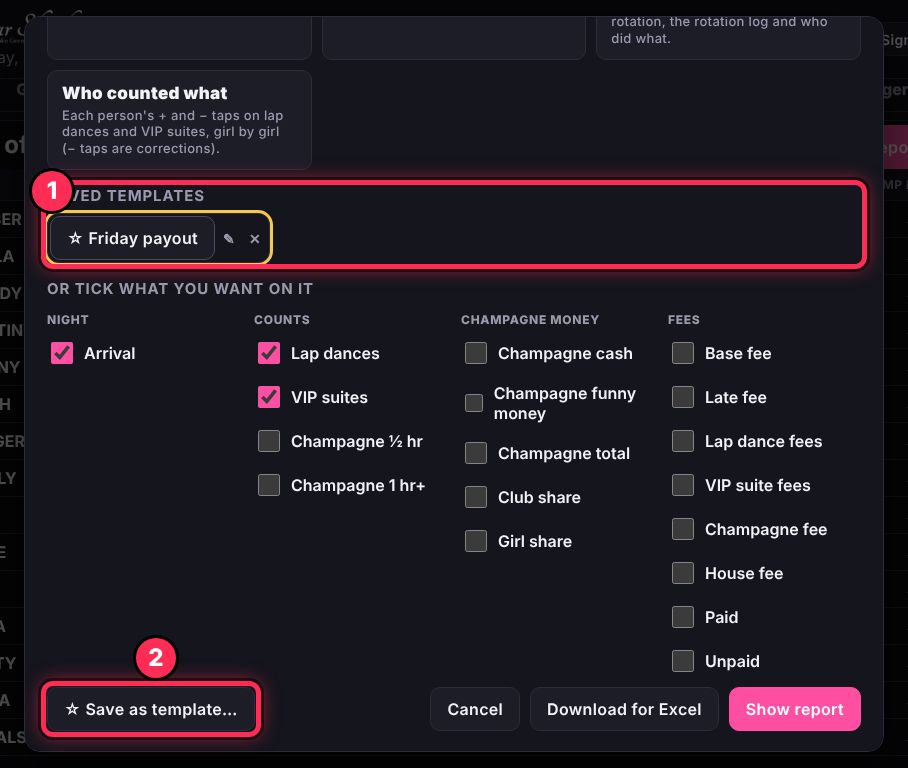 rotation, the rotation log and who
did what.
Who counted what
Each person's + and − taps on lap
dances and VIP suites, girl by girl
(− taps are corrections).
1
VED TEMPLATES
☆ Friday payout ✎ ✕
OR TICK WHAT YOU WANT ON IT
NIGHT
Arrival
COUNTS
Lap dances
VIP suites
Champagne ½ hr
Champagne 1 hr+
CHAMPAGNE MONEY
Champagne cash
Champagne funny
money
Champagne total
Club share
Girl share
FEES
Base fee
Late fee
Lap dance fees
VIP suite fees
Champagne fee
House fee
Paid
Unpaid
2
☆ Save as template...
Cancel
Download for Excel
Show report